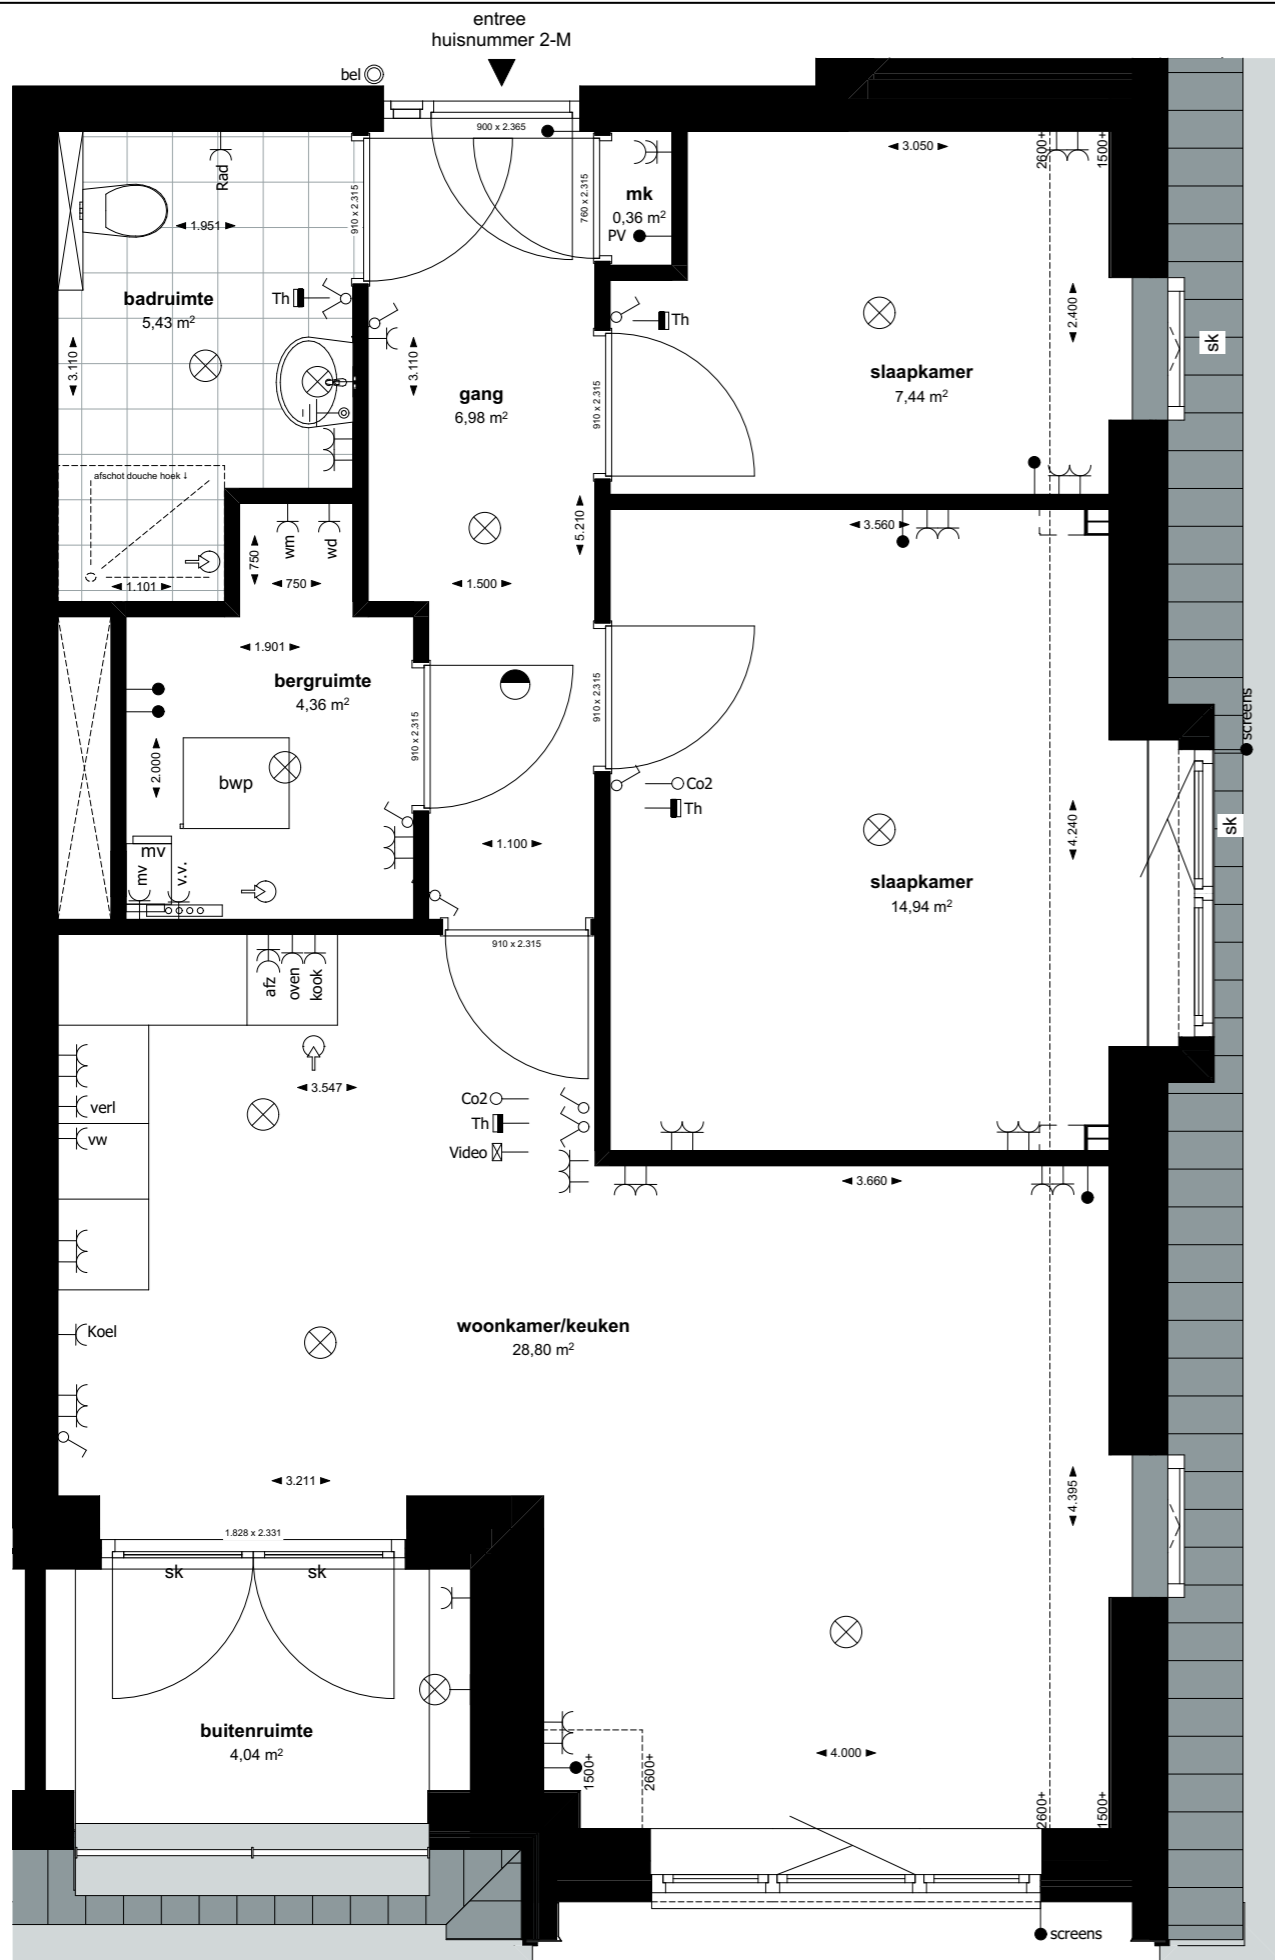 entree
huisnummer 2-M
bel
900 x 2.365
Rad
1.951
910 x 2.315
760 x 2.315
mk
0,36 m²
PV
3.050
2600+
1500+
badruimte
5,43 m²
Th
Th
3.110
3.110
gang
6,98 m²
910 x 2.315
slaapkamer
7,44 m²
2.400
sk
afschot douche hoek ↓
1.101
750
wm
wd
750
1.500
5.210
3.560
1.901
bergruimte
4,36 m²
910 x 2.315
910 x 2.315
2.000
bwp
mv
mv
v.v.
1.100
Co2
Th
slaapkamer
14,94 m²
4.240
screens
sk
910 x 2.315
afz
oven
kook
3.547
verl
vw
Co2
Th
Video
3.660
Koel
woonkamer/keuken
28,80 m²
3.211
4.395
1.828 x 2.331
sk
sk
buitenruimte
4,04 m²
1500+
2600+
4.000
2600+
1500+
screens